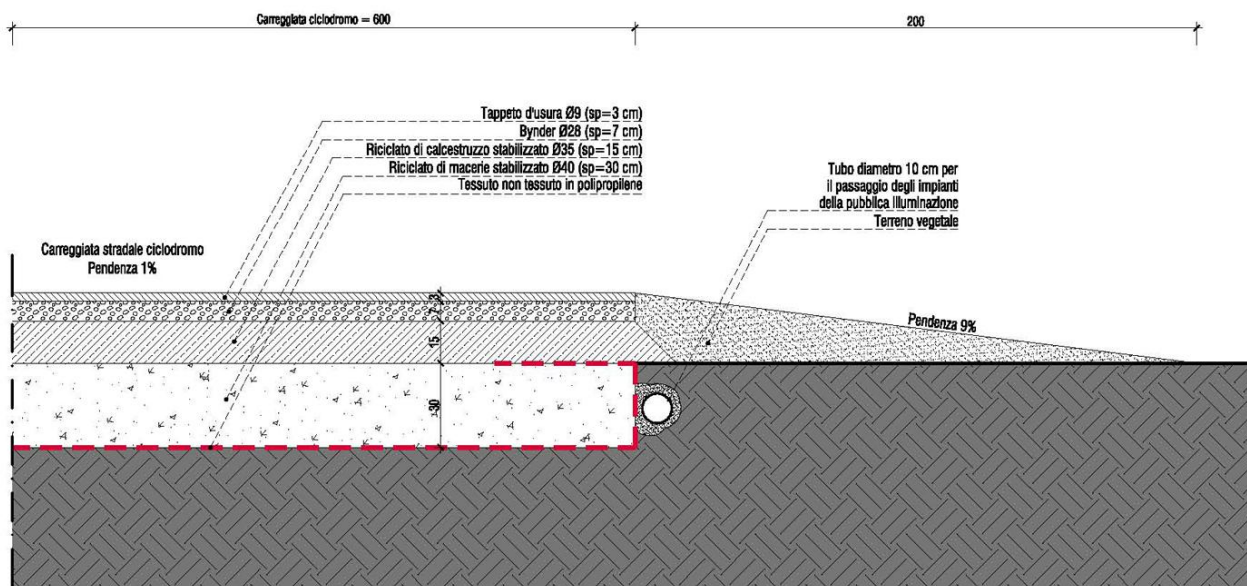 Carreggiata ciclodromo = 600
200
Tappeto d'usura Ø9 (sp=3 cm)
Bynder Ø28 (sp=7 cm)
Riciclato di calcestruzzo stabilizzato Ø35 (sp=15 cm)
Riciclato di macerie stabilizzato Ø40 (sp=30 cm)
Tessuto non tessuto in polipropilene
Tubo diametro 10 cm per
il passaggio degli impianti
della pubblica illuminazione
Terreno vegetale
Carreggiata stradale ciclodromo
Pendenza 1%
3
7
15
30
Pendenza 9%